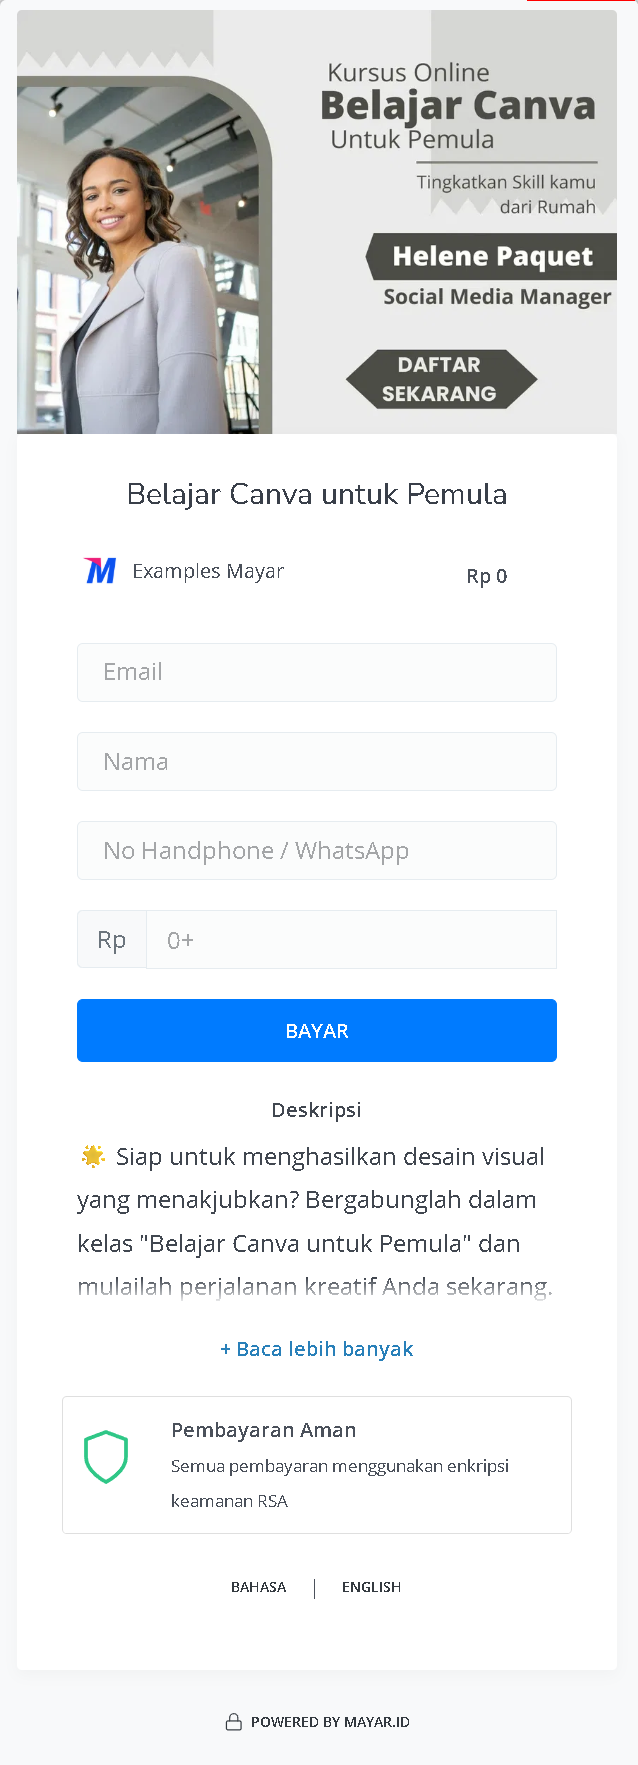 Kursus Online
Belajar Canva
Untuk Pemula
Tingkatkan Skill kamu
dari Rumah
Helene Paquet
Social Media Manager
DAFTAR
SEKARANG
Belajar Canva untuk Pemula
Examples Mayar
Rp 0
Email
Nama
No Handphone / WhatsApp
Rp 0+
BAYAR
Deskripsi
🌟 Siap untuk menghasilkan desain visual
yang menakjubkan? Bergabunglah dalam
kelas "Belajar Canva untuk Pemula" dan
mulailah perjalanan kreatif Anda sekarang.
+ Baca lebih banyak
Pembayaran Aman
Semua pembayaran menggunakan enkripsi
keamanan RSA
BAHASA | ENGLISH
POWERED BY MAYAR.ID